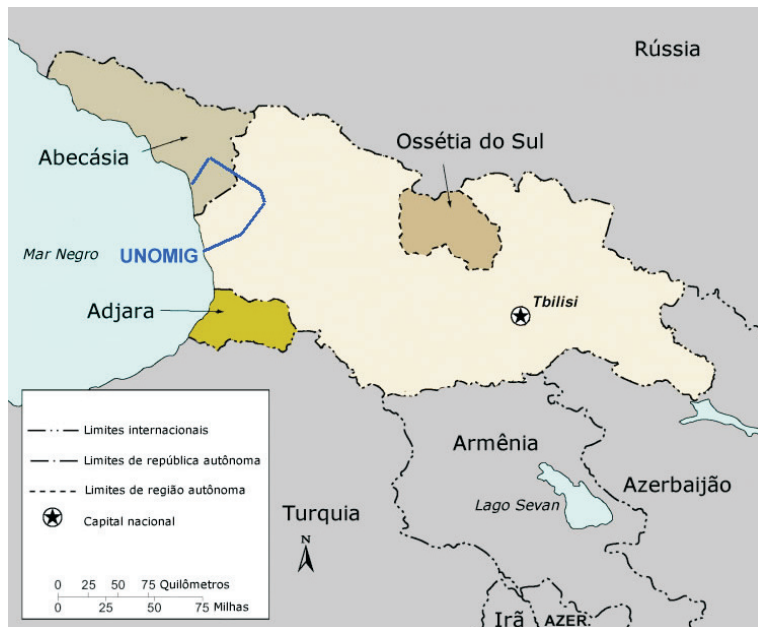 Rússia
Abecásia
Ossétia do Sul
Mar Negro
UNOMIG
Tbilisi
Adjara
Limites internacionais
Limites de república autônoma
Limites de região autônoma
Capital nacional
0 25 50 75 Quilômetros
0 25 50 75 Milhas
Armênia
Azerbaijão
Lago Sevan
Turquia
N
Irã
AZER.